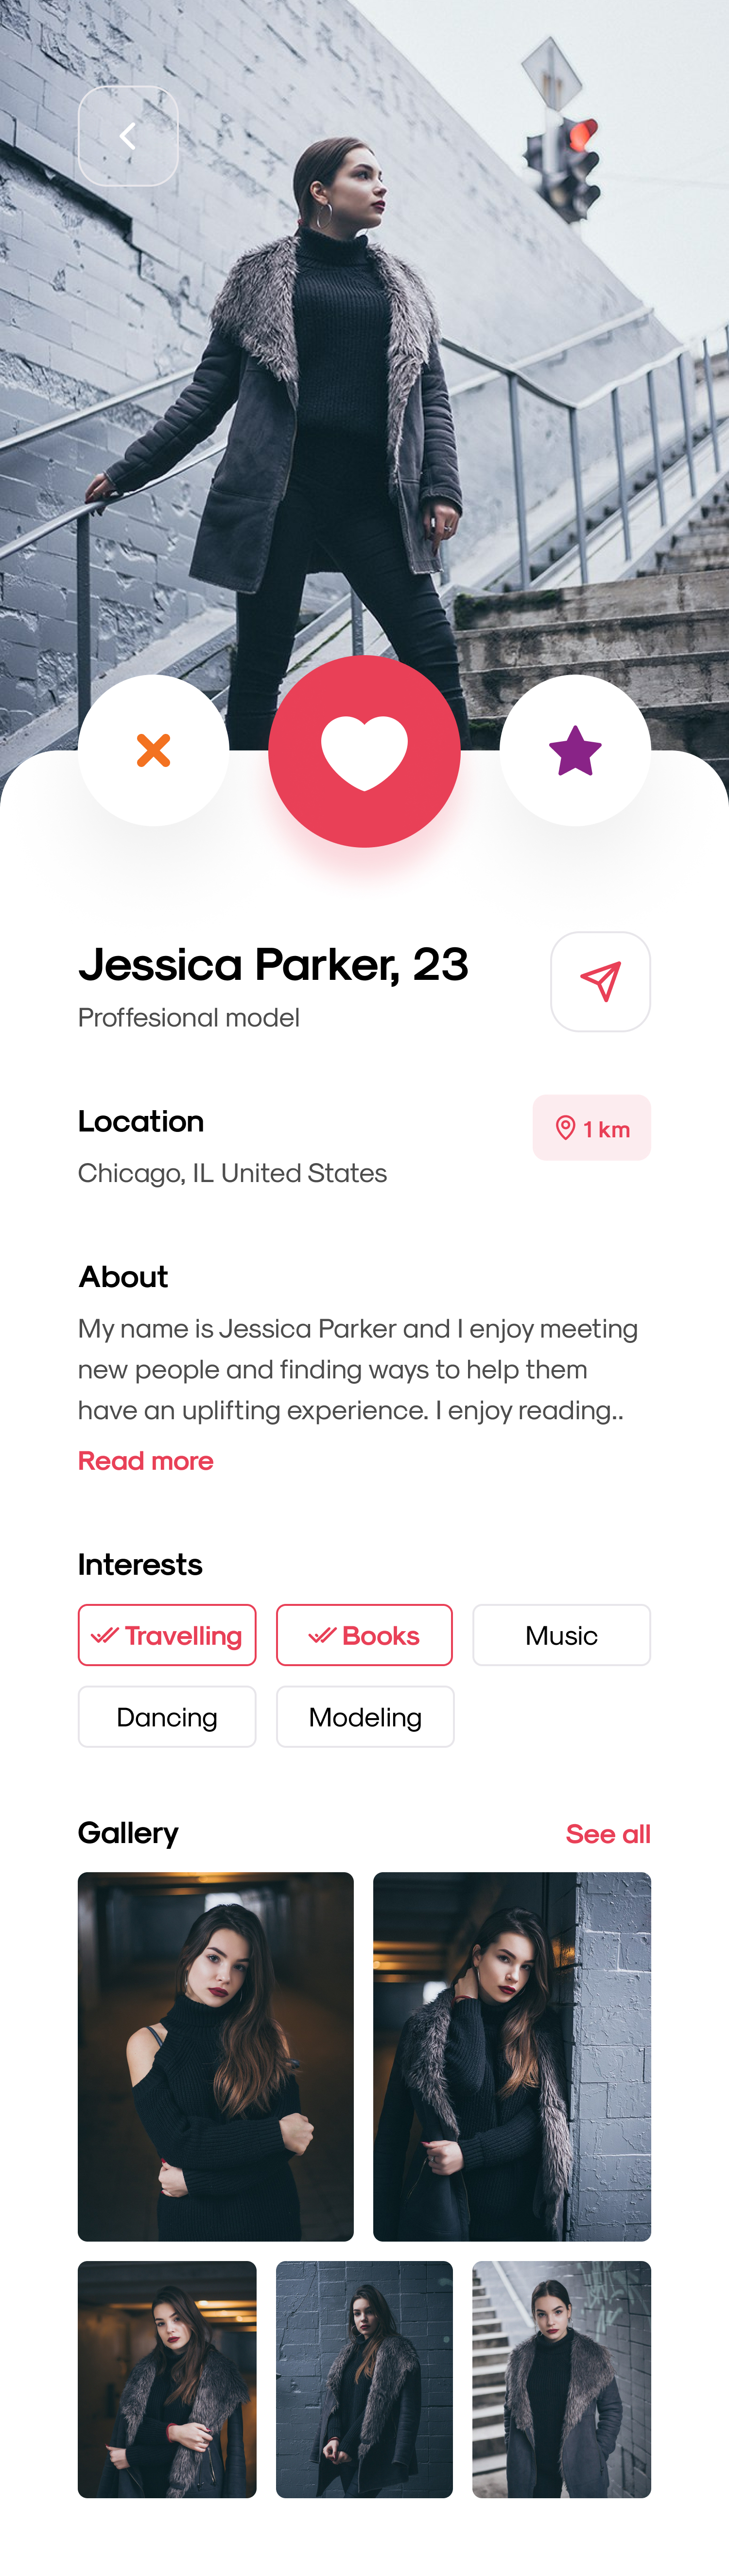 Jessica Parker, 23
Proffesional model
Location
1 km
Chicago, IL United States
About
My name is Jessica Parker and I enjoy meeting
new people and finding ways to help them
have an uplifting experience. I enjoy reading..
Read more
Interests
Travelling
Books
Music
Dancing
Modeling
Gallery
See all